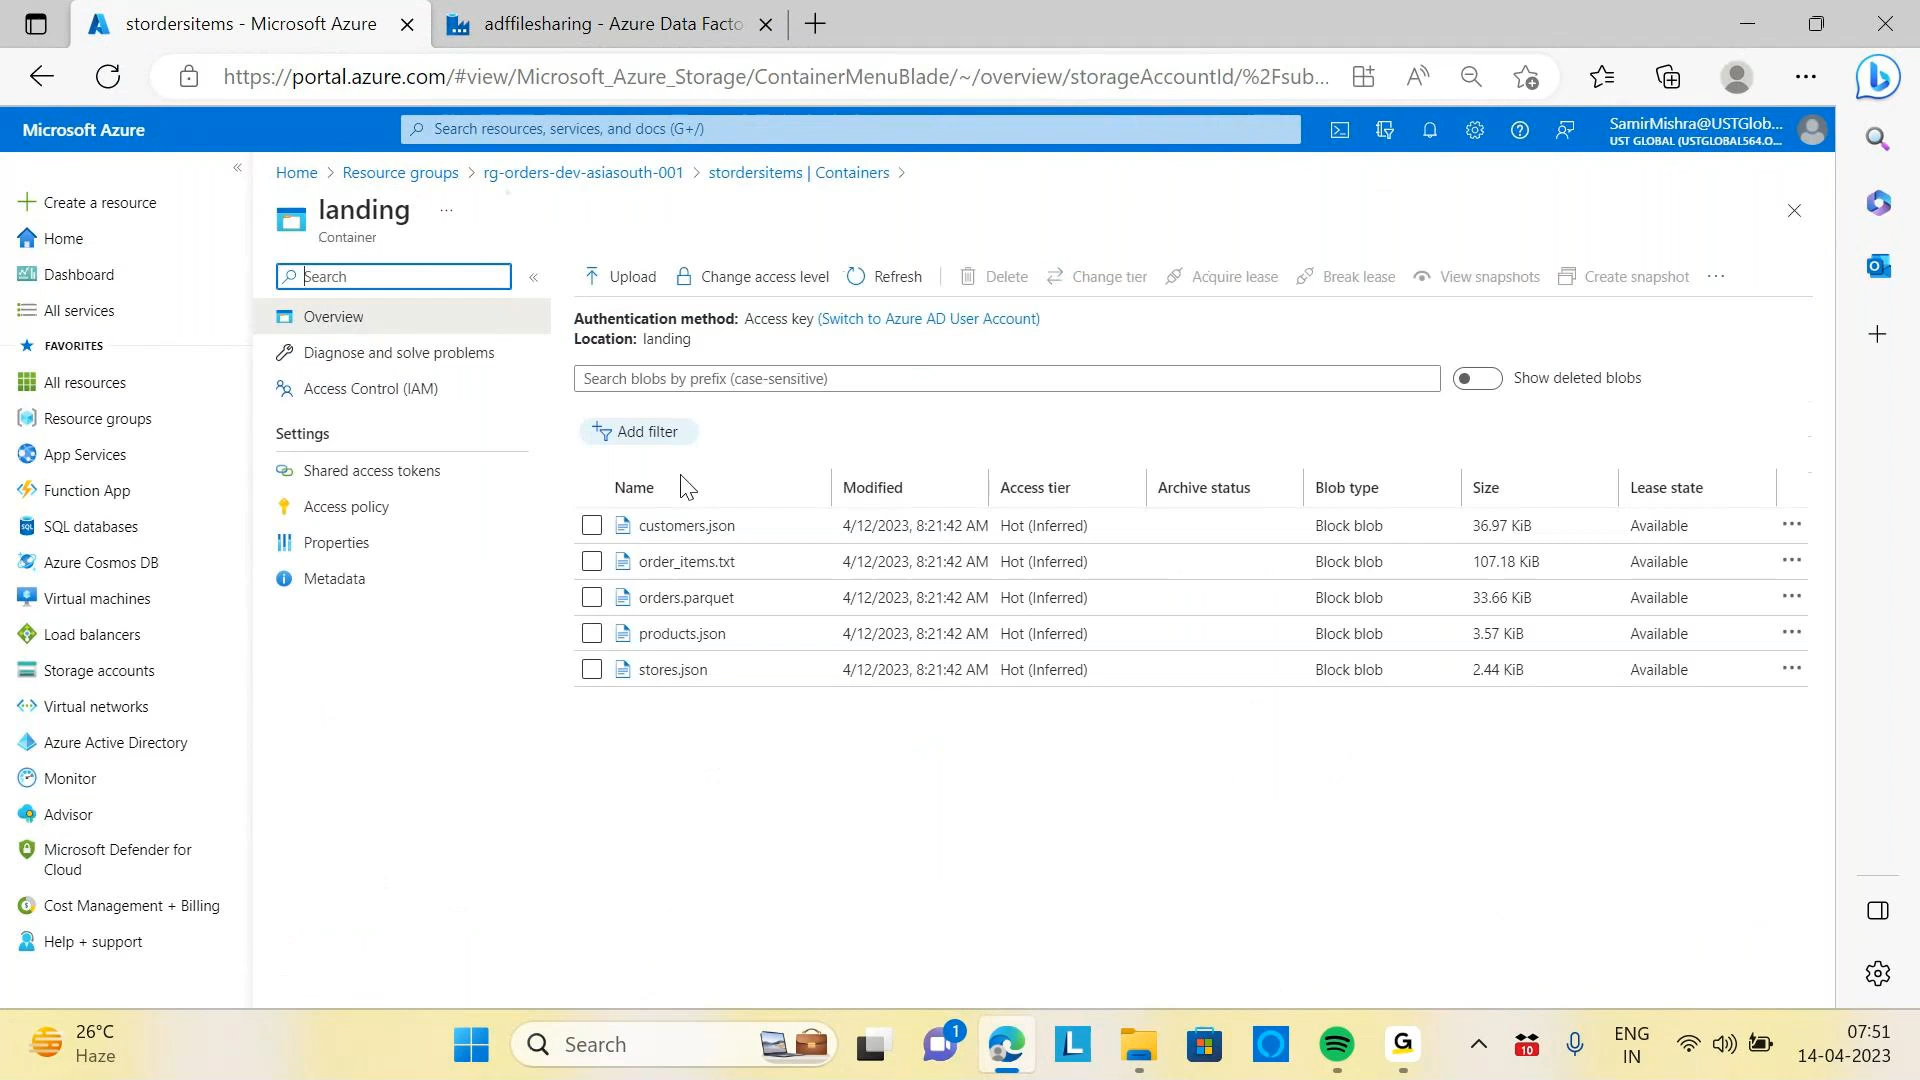 stordersitems - Microsoft Azure
adffilesharing - Azure Data Facto
https://portal.azure.com/#view/Microsoft_Azure_Storage/ContainerMenuBlade/~/overview/storageAccountId/%2Fsub...
Microsoft Azure
Search resources, services, and docs (G+/)
SamirMishra@USTGlob...
UST GLOBAL (USTGLOBAL564.O...
Create a resource
Home
Dashboard
All services
FAVORITES
All resources
Resource groups
App Services
Function App
SQL databases
Azure Cosmos DB
Virtual machines
Load balancers
Storage accounts
Virtual networks
Azure Active Directory
Monitor
Advisor
Microsoft Defender for
Cloud
Cost Management + Billing
Help + support
Home > Resource groups > rg-orders-dev-asiasouth-001 > stordersitems | Containers >
landing ...
Container
Search
Overview
Diagnose and solve problems
Access Control (IAM)
Settings
Shared access tokens
Access policy
Properties
Metadata
Upload Change access level Refresh Delete Change tier Acquire lease Break lease View snapshots Create snapshot ...
Authentication method: Access key (Switch to Azure AD User Account)
Location: landing
Search blobs by prefix (case-sensitive)
Show deleted blobs
Add filter
Name Modified Access tier Archive status Blob type Size Lease state
customers.json 4/12/2023, 8:21:42 AM Hot (Inferred) Block blob 36.97 KiB Available
order_items.txt 4/12/2023, 8:21:42 AM Hot (Inferred) Block blob 107.18 KiB Available
orders.parquet 4/12/2023, 8:21:42 AM Hot (Inferred) Block blob 33.66 KiB Available
products.json 4/12/2023, 8:21:42 AM Hot (Inferred) Block blob 3.57 KiB Available
stores.json 4/12/2023, 8:21:42 AM Hot (Inferred) Block blob 2.44 KiB Available
26°C
Haze
Search
1
L
G
10
ENG
IN
07:51
14-04-2023